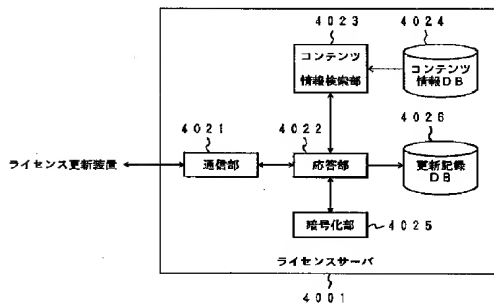 4023
4024
コンテンツ
情報検索部
コンテンツ
情報DB
4021
4022
4026
ライセンス更新装置
通信部
応答部
更新記録
DB
暗号化部
4025
ライセンスサーバ
4001